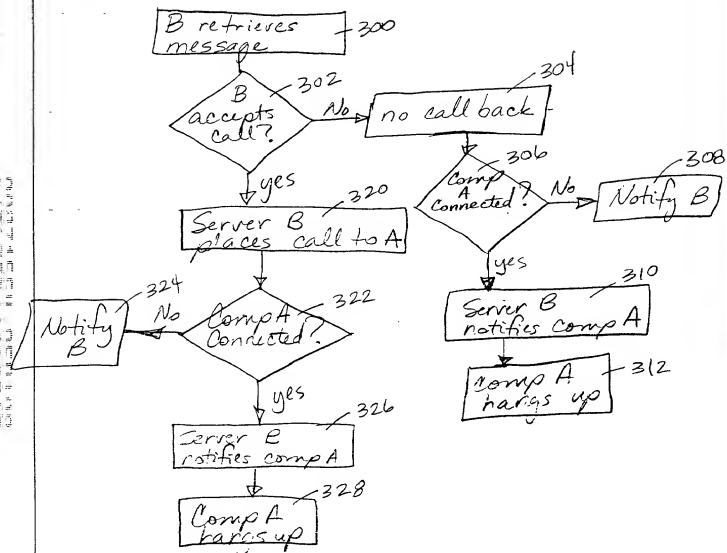 B retrieves
message
300
B
accepts
call?
302
No
no call back
304
yes
Comp
A
Connected?
306
No
Notify B
308
Server B
places call to A
320
yes
Server B
notifies comp A
310
Comp A
hangs up
312
Comp A
Connected?
322
No
Notify
B
324
yes
Server B
notifies comp A
326
Comp A
hangs up
328